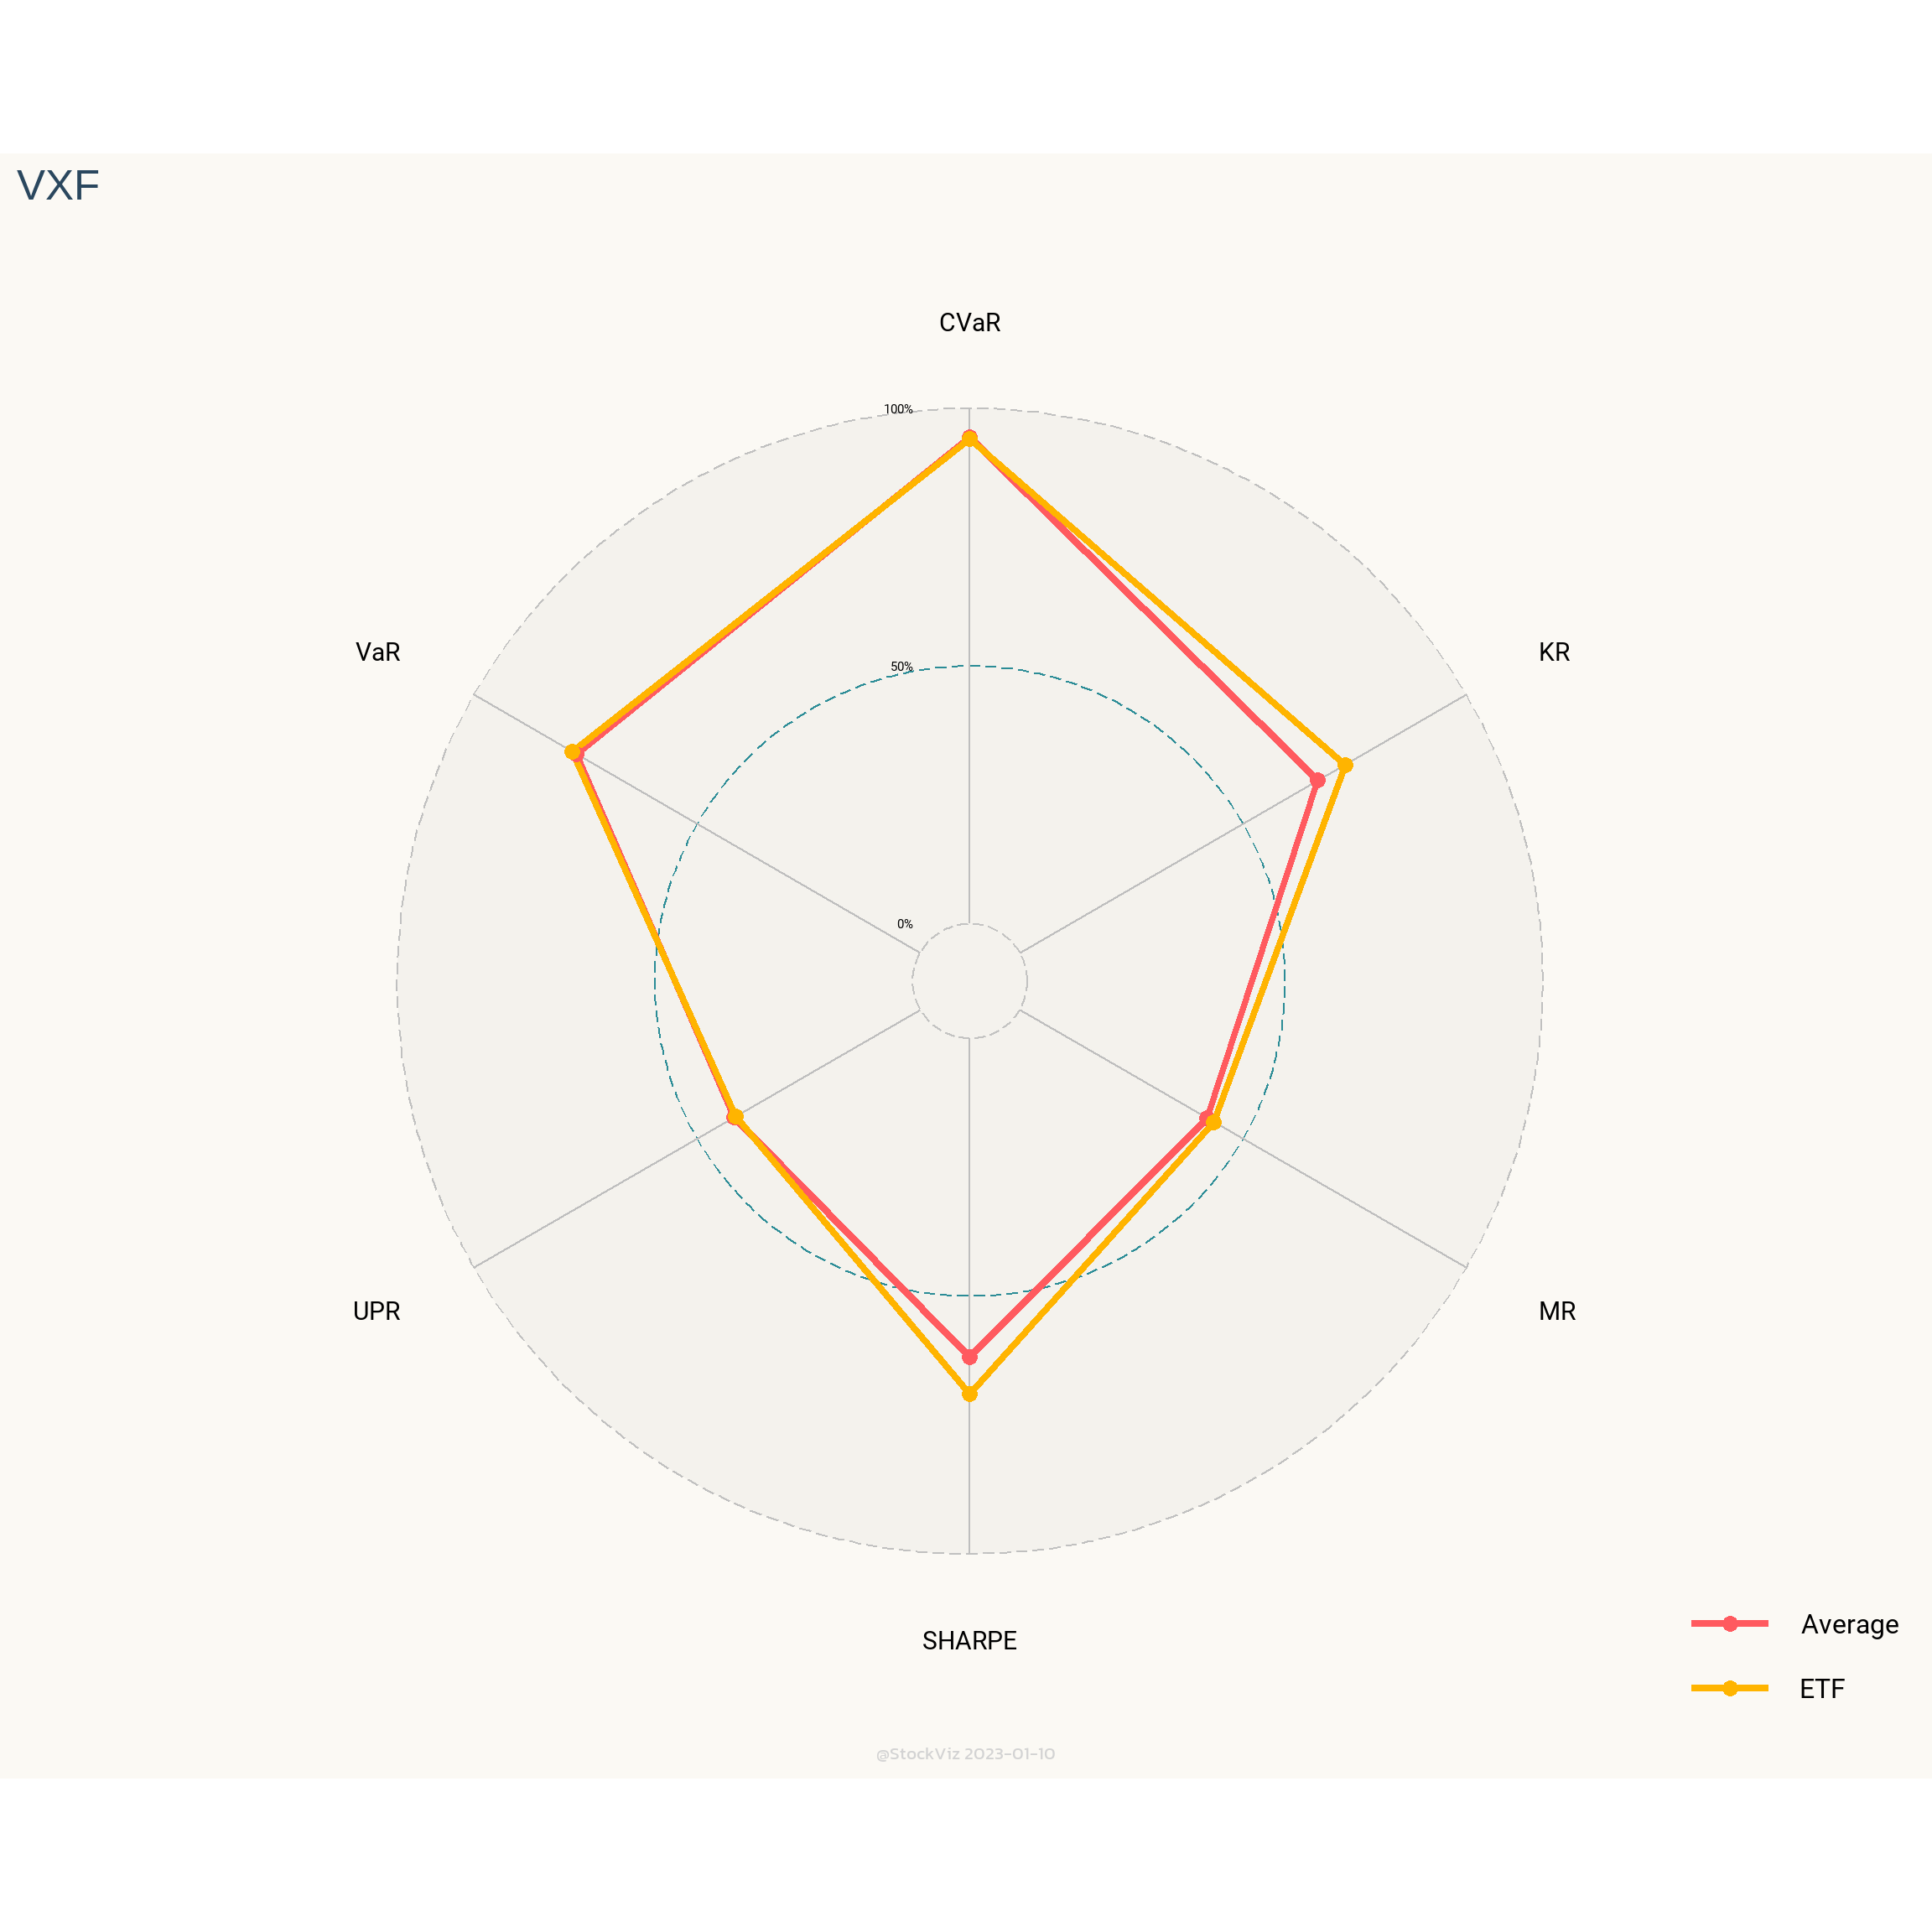 VXF
CVaR
100%
VaR
KR
50%
0%
UPR
MR
SHARPE
Average
ETF
@StockViz 2023-01-10